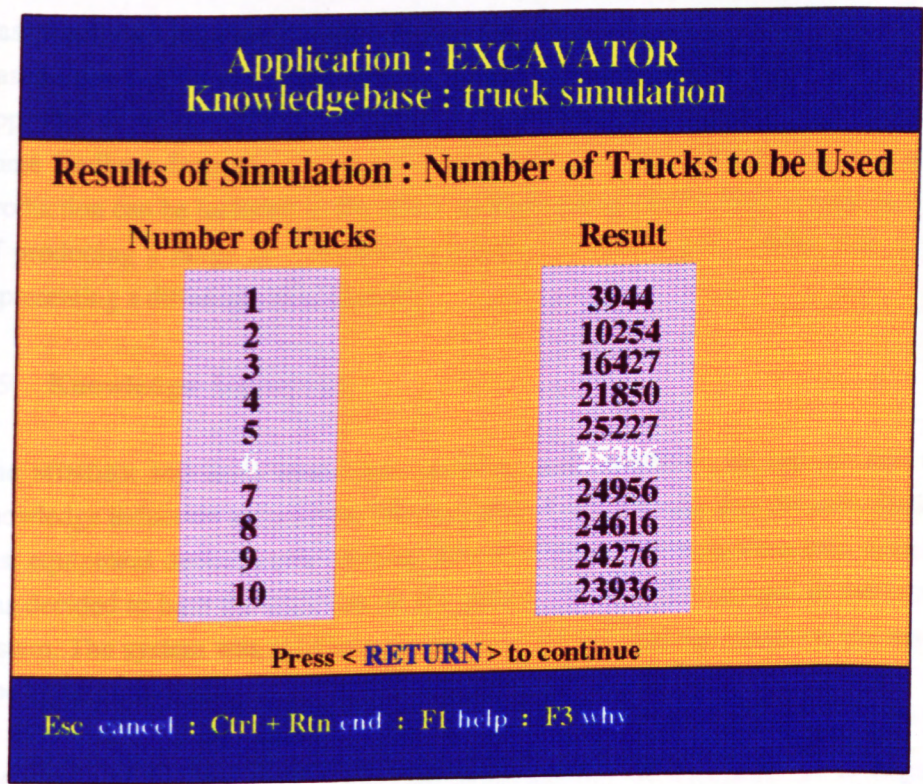 Application : EXCAVATOR
Knowledgebase : truck simulation
Results of Simulation : Number of Trucks to be Used
Number of trucks Result
1 3944
2 10254
3 16427
4 21850
5 25227
6 25296
7 24956
8 24616
9 24276
10 23936
Press < RETURN > to continue
Esc cancel : Ctrl + Rtn end : F1 help : F3 why